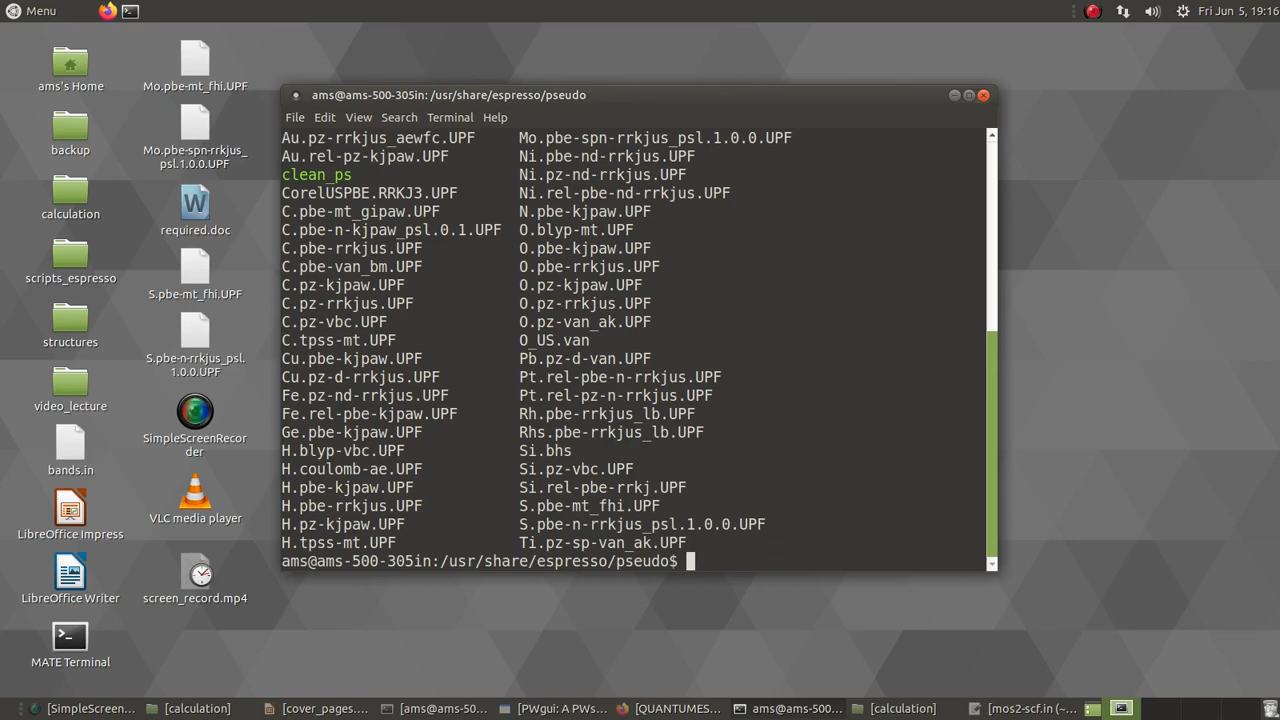 Menu
Fri Jun 5, 19:16
ams's Home
backup
calculation
scripts_espresso
structures
video_lecture
bands.in
LibreOffice Impress
LibreOffice Writer
MATE Terminal
Mo.pbe-mt_fhi.UPF
Mo.pbe-spn-rrkjus_
psl.1.0.0.UPF
required.doc
S.pbe-mt_fhi.UPF
S.pbe-n-rrkjus_psl.
1.0.0.UPF
SimpleScreenRecor
der
VLC media player
screen_record.mp4
ams@ams-500-305in: /usr/share/espresso/pseudo
File Edit View Search Terminal Help
Au.pz-rrkjus_aewfc.UPF Mo.pbe-spn-rrkjus_psl.1.0.0.UPF
Au.rel-pz-kjpaw.UPF Ni.pbe-nd-rrkjus.UPF
clean_ps Ni.pz-nd-rrkjus.UPF
CorelUSPBE.RRKJ3.UPF Ni.rel-pbe-nd-rrkjus.UPF
C.pbe-mt_gipaw.UPF N.pbe-kjpaw.UPF
C.pbe-n-kjpaw_psl.0.1.UPF O.blyp-mt.UPF
C.pbe-rrkjus.UPF O.pbe-kjpaw.UPF
C.pbe-van_bm.UPF O.pbe-rrkjus.UPF
C.pz-kjpaw.UPF O.pz-kjpaw.UPF
C.pz-rrkjus.UPF O.pz-rrkjus.UPF
C.pz-vbc.UPF O.pz-van_ak.UPF
C.tpss-mt.UPF O_US.van
Cu.pbe-kjpaw.UPF Pb.pz-d-van.UPF
Cu.pz-d-rrkjus.UPF Pt.rel-pbe-n-rrkjus.UPF
Fe.pz-nd-rrkjus.UPF Pt.rel-pz-n-rrkjus.UPF
Fe.rel-pbe-kjpaw.UPF Rh.pbe-rrkjus_lb.UPF
Ge.pbe-kjpaw.UPF Rhs.pbe-rrkjus_lb.UPF
H.blyp-vbc.UPF Si.bhs
H.coulomb-ae.UPF Si.pz-vbc.UPF
H.pbe-kjpaw.UPF Si.rel-pbe-rrkj.UPF
H.pbe-rrkjus.UPF S.pbe-mt_fhi.UPF
H.pz-kjpaw.UPF S.pbe-n-rrkjus_psl.1.0.0.UPF
H.tpss-mt.UPF Ti.pz-sp-van_ak.UPF
ams@ams-500-305in:/usr/share/espresso/pseudo$
[SimpleScreen... [calculation] [cover_pages.... [ams@ams-50... [PWgui: A PWs... [QUANTUMES... ams@ams-500... [calculation] [mos2-scf.in (~...